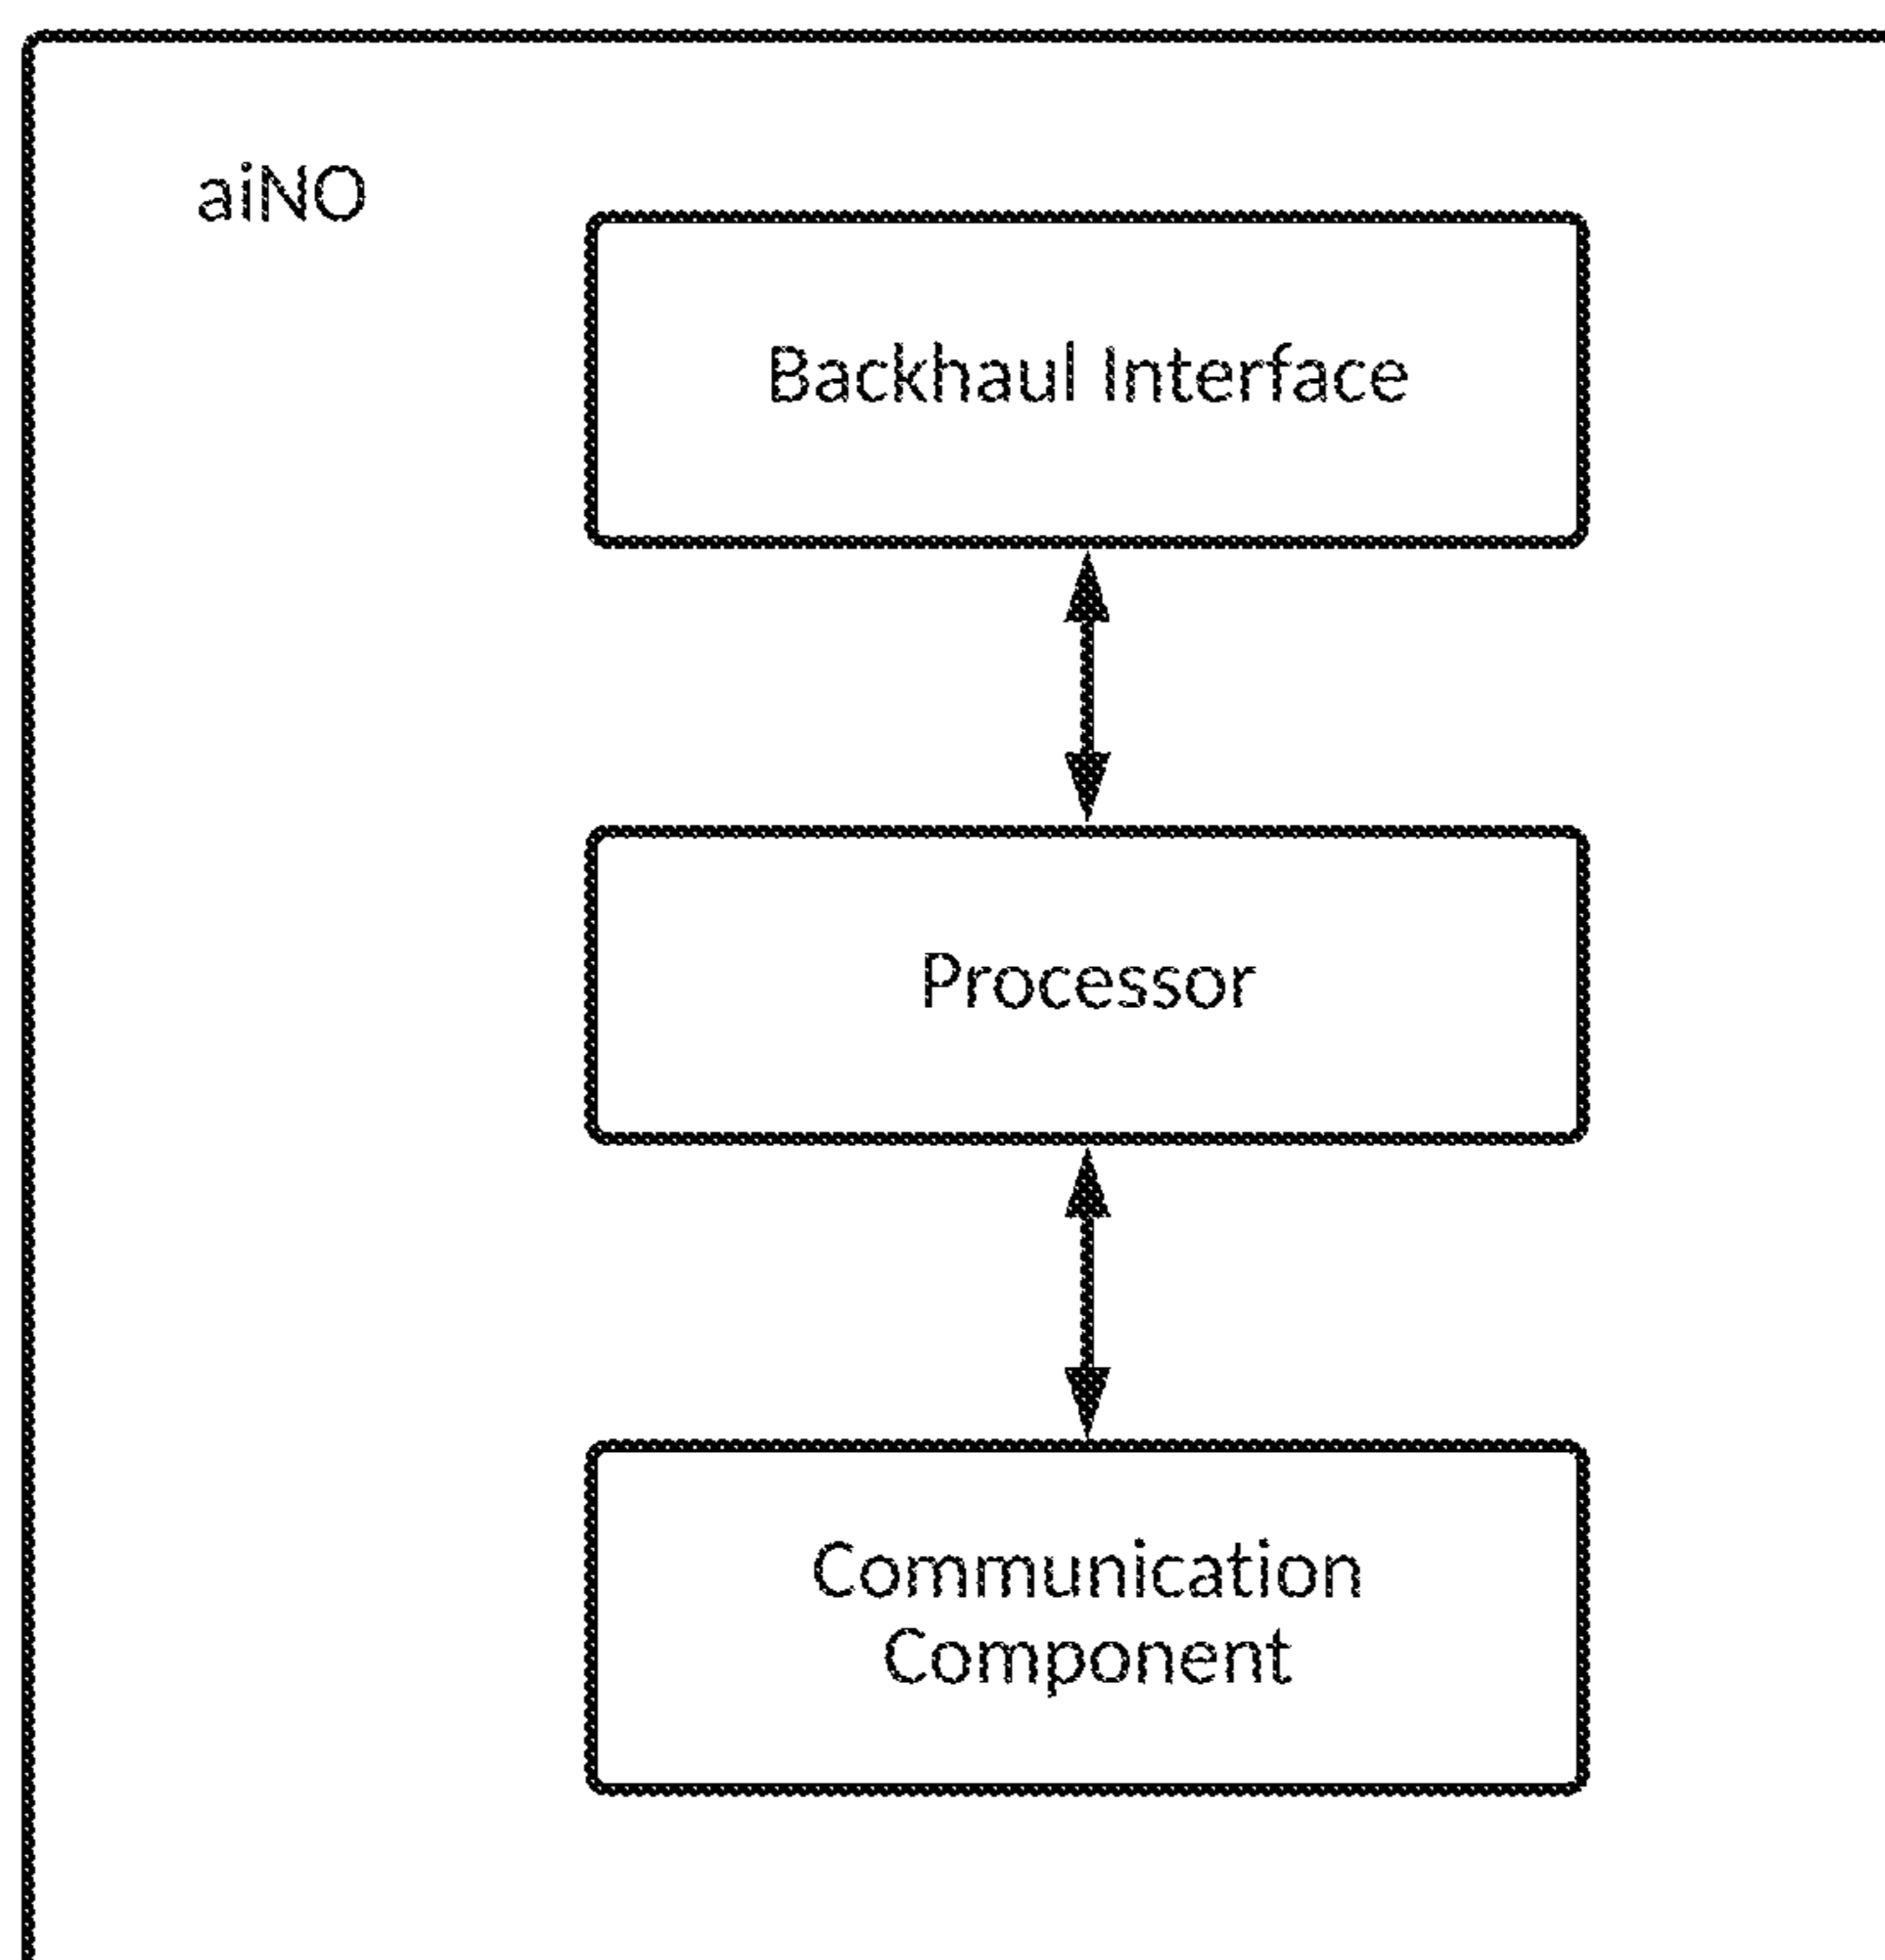 aiNO
Backhaul Interface
Processor
Communication
Component